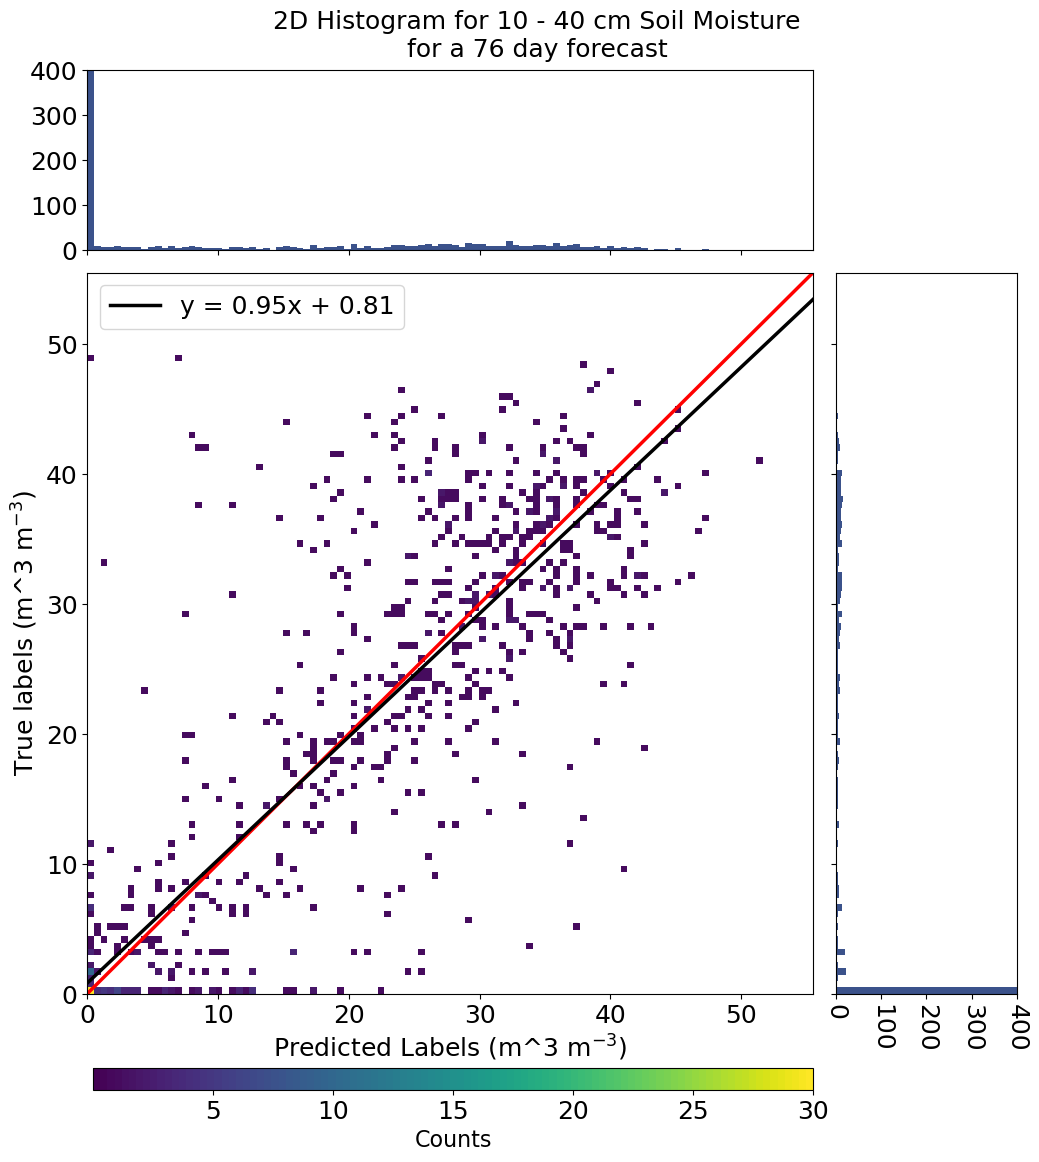 2D Histogram for 10 - 40 cm Soil Moisture
for a 76 day forecast
400
300
200
100
0
y = 0.95x + 0.81
50
40
30
20
10
0
True labels (m^3 m⁻³)
0 10 20 30 40 50
Predicted Labels (m^3 m⁻³)
0 100 200 300 400
5 10 15 20 25 30
Counts